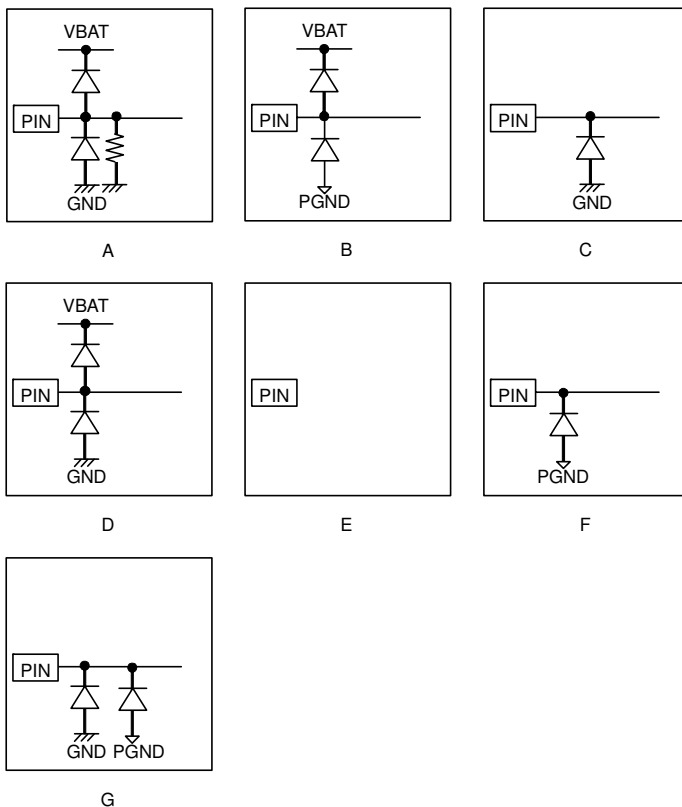 VBAT VBAT
PIN PIN PIN
GND PGND GND
A B C
VBAT
PIN PIN PIN
GND PGND
D E F
PIN
GND PGND
G